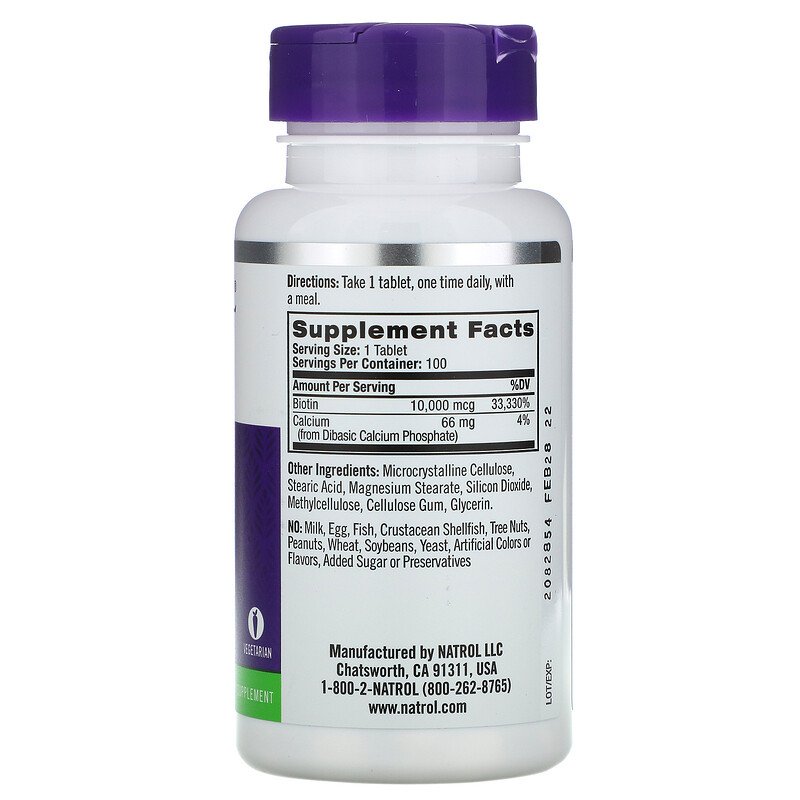 Directions: Take 1 tablet, one time daily, with
a meal.
Supplement Facts
Serving Size: 1 Tablet
Servings Per Container: 100
Amount Per Serving %DV
Biotin 10,000 mcg 33,330%
Calcium 66 mg 4%
(from Dibasic Calcium Phosphate)
Other Ingredients: Microcrystalline Cellulose,
Stearic Acid, Magnesium Stearate, Silicon Dioxide,
Methylcellulose, Cellulose Gum, Glycerin.
NO: Milk, Egg, Fish, Crustacean Shellfish, Tree Nuts,
Peanuts, Wheat, Soybeans, Yeast, Artificial Colors or
Flavors, Added Sugar or Preservatives
Manufactured by NATROL LLC
Chatsworth, CA 91311, USA
1-800-2-NATROL (800-262-8765)
www.natrol.com
VEGETARIAN
LOT/EXP:
2082854 FEB28 22